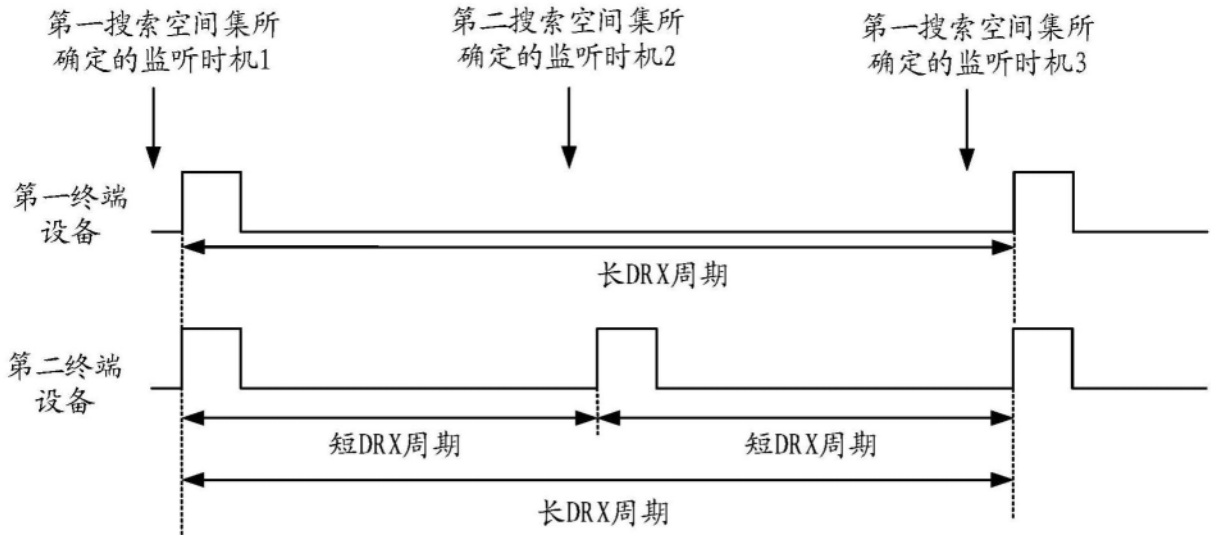 第一搜索空间集所
确定的监听时机1
第二搜索空间集所
确定的监听时机2
第一搜索空间集所
确定的监听时机3
第一终端
设备
长DRX周期
第二终端
设备
短DRX周期
短DRX周期
长DRX周期